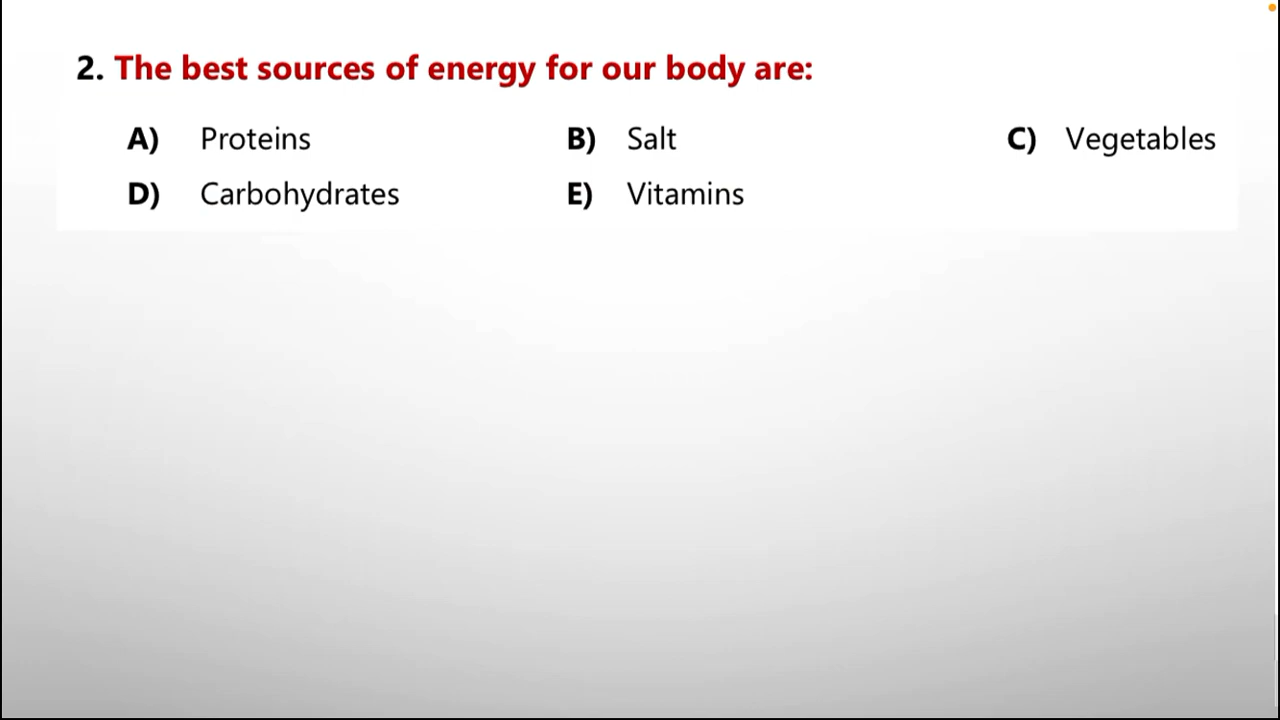 2. The best sources of energy for our body are:
A) Proteins B) Salt C) Vegetables
D) Carbohydrates E) Vitamins